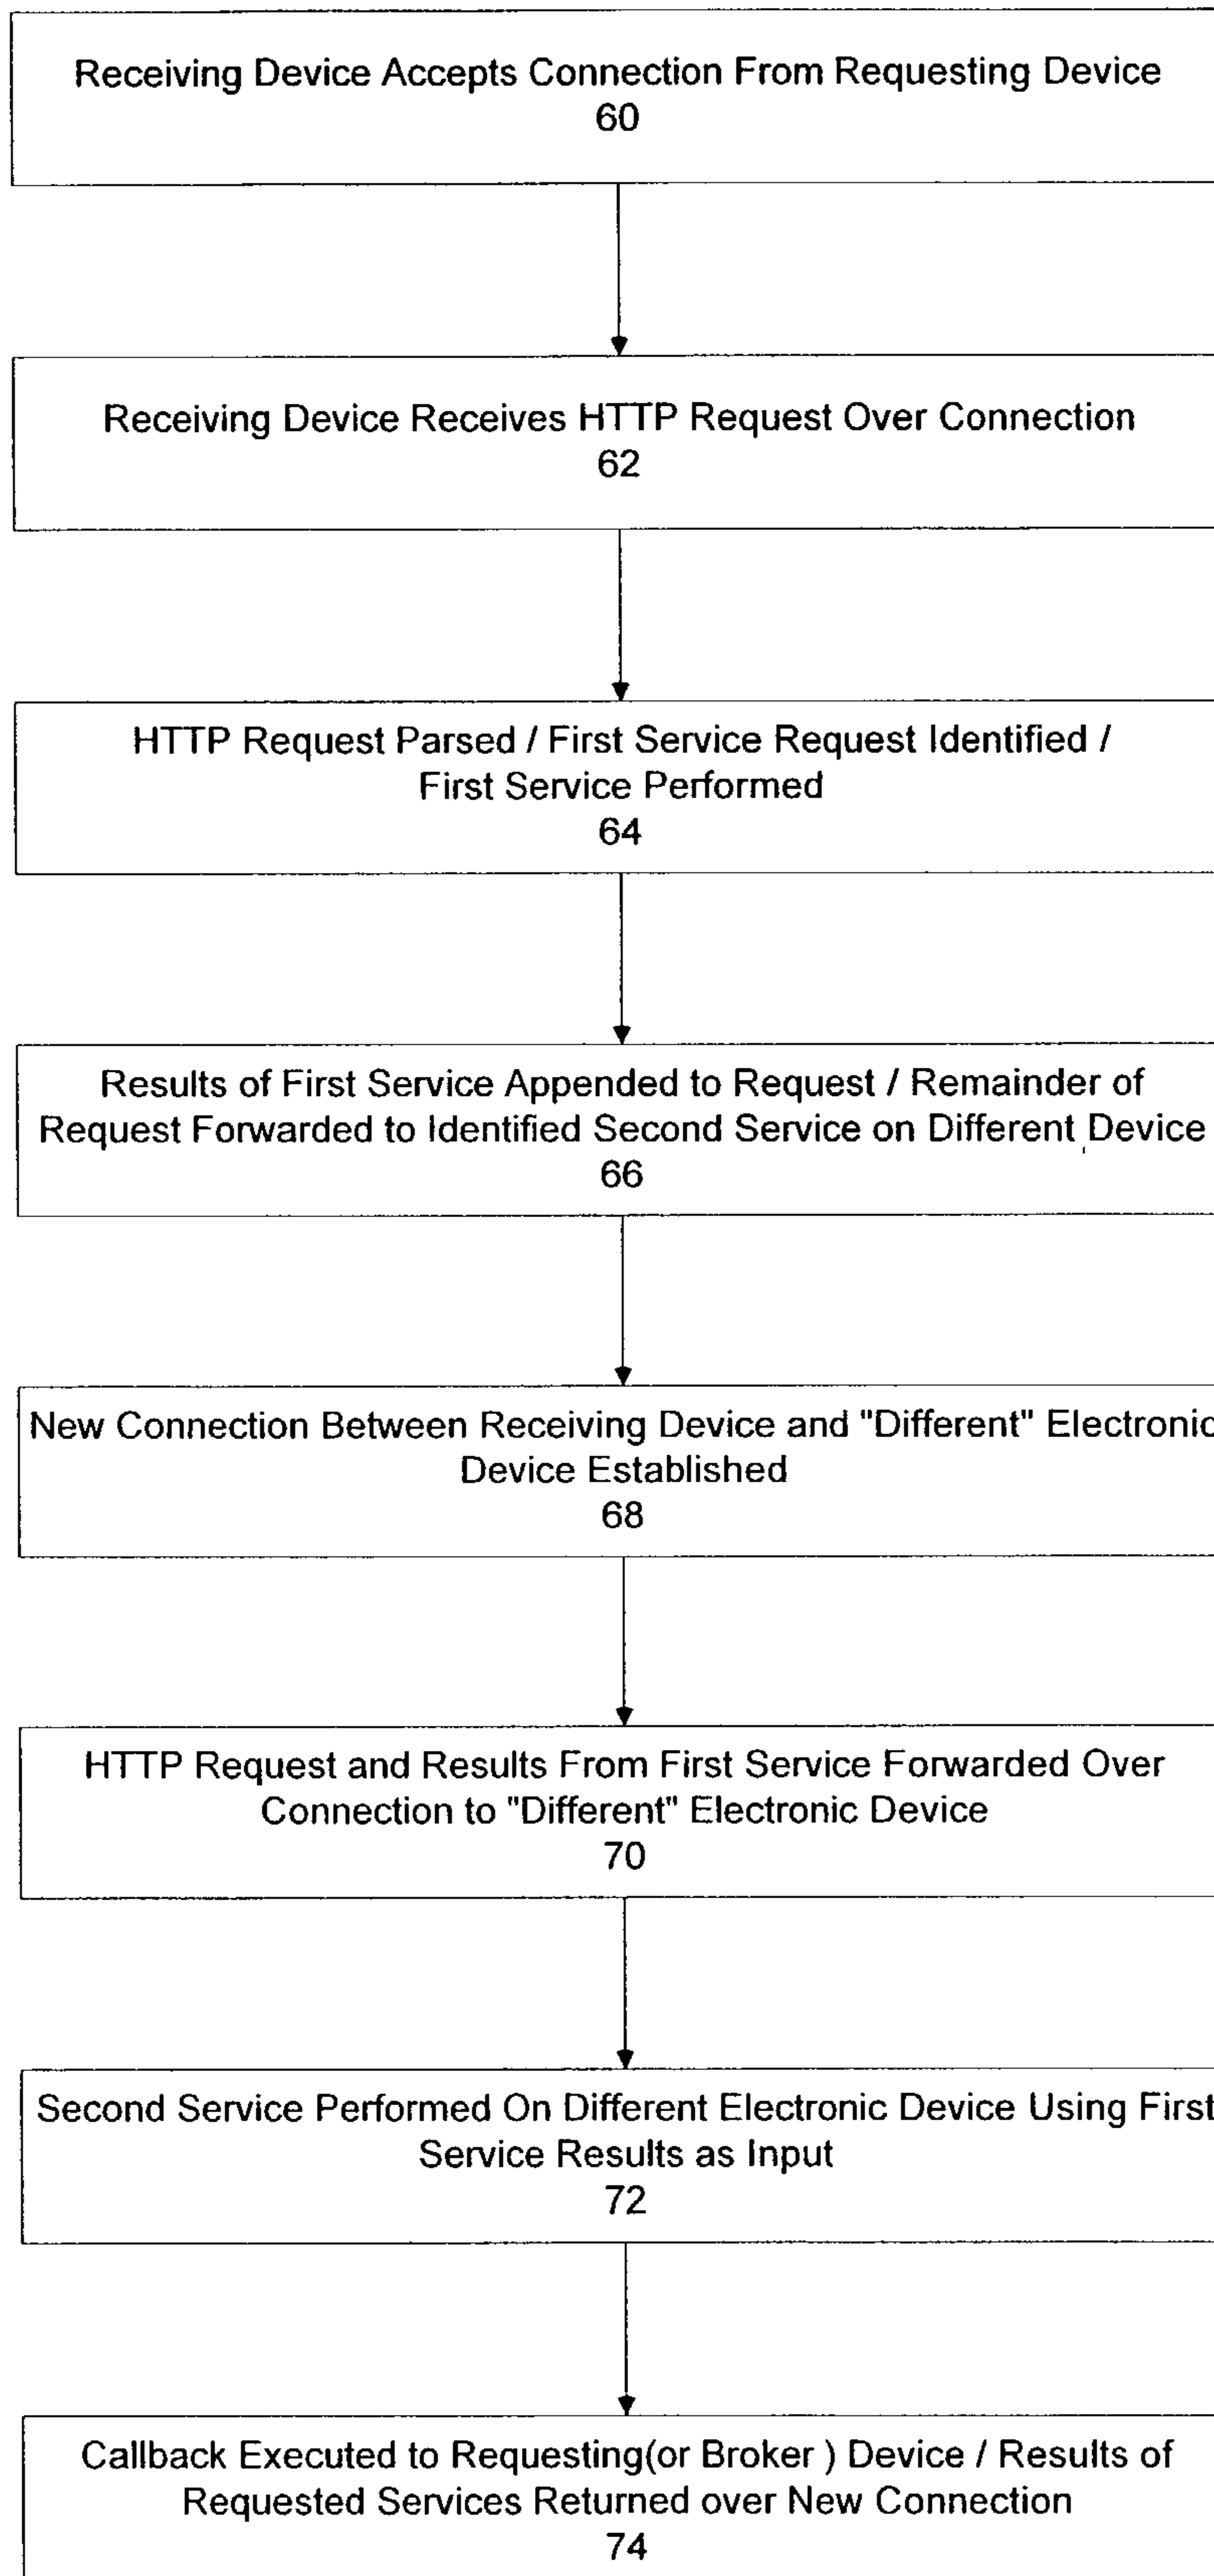 Receiving Device Accepts Connection From Requesting Device
60
Receiving Device Receives HTTP Request Over Connection
62
HTTP Request Parsed / First Service Request Identified /
First Service Performed
64
Results of First Service Appended to Request / Remainder of
Request Forwarded to Identified Second Service on Different Device
66
New Connection Between Receiving Device and "Different" Electronic
Device Established
68
HTTP Request and Results From First Service Forwarded Over
Connection to "Different" Electronic Device
70
Second Service Performed On Different Electronic Device Using First
Service Results as Input
72
Callback Executed to Requesting(or Broker ) Device / Results of
Requested Services Returned over New Connection
74